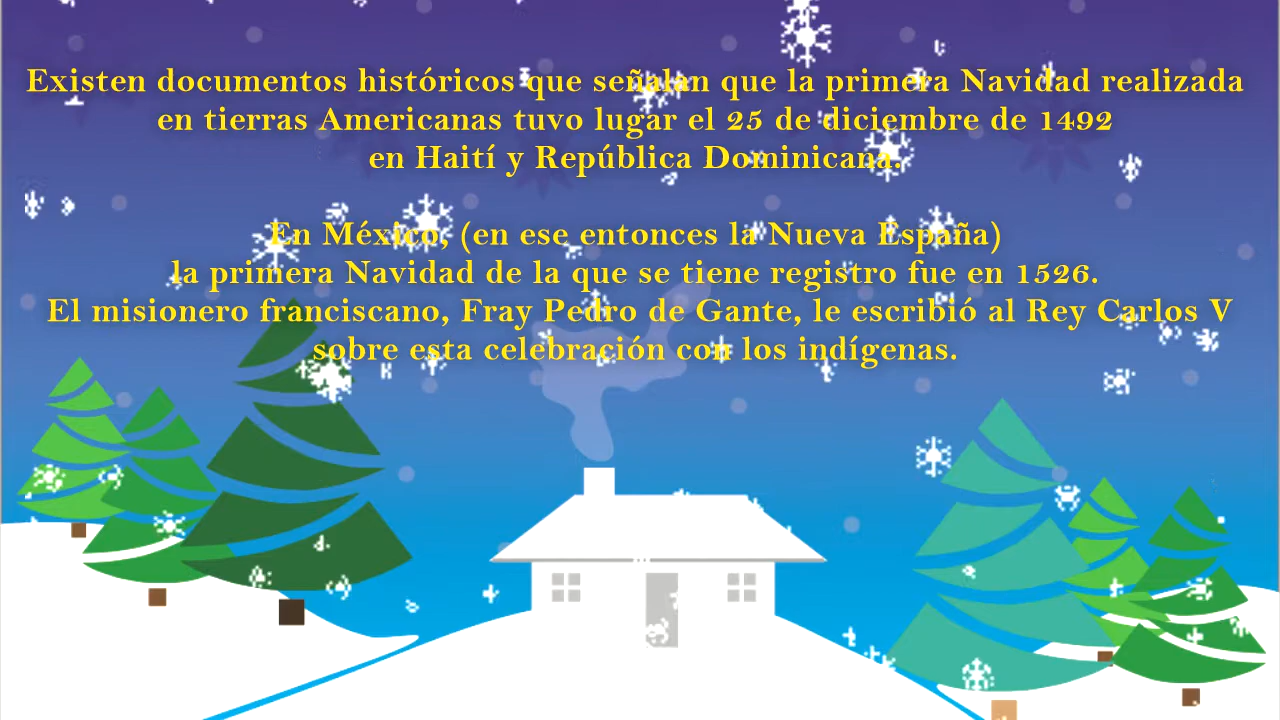 Existen documentos históricos que señalan que la primera Navidad realizada
en tierras Americanas tuvo lugar el 25 de diciembre de 1492
en Haití y República Dominicana.
En México, (en ese entonces la Nueva España)
la primera Navidad de la que se tiene registro fue en 1526.
El misionero franciscano, Fray Pedro de Gante, le escribió al Rey Carlos V
sobre esta celebración con los indígenas.